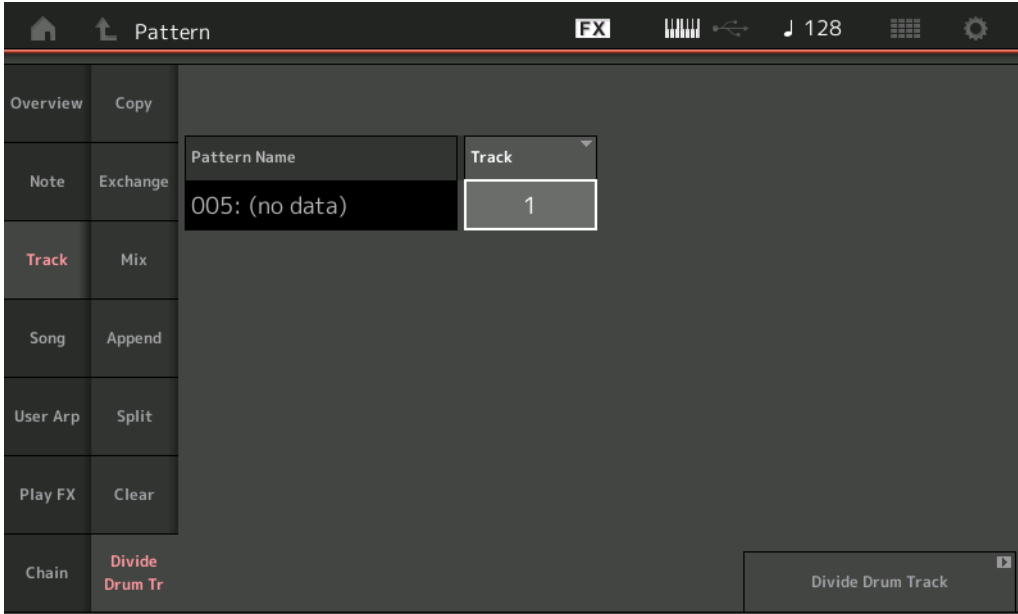 Pattern
FX
♩ 128
Overview
Copy
Pattern Name
Track
Note
Exchange
005: (no data)
1
Track
Mix
Song
Append
User Arp
Split
Play FX
Clear
Chain
Divide
Drum Tr
Divide Drum Track